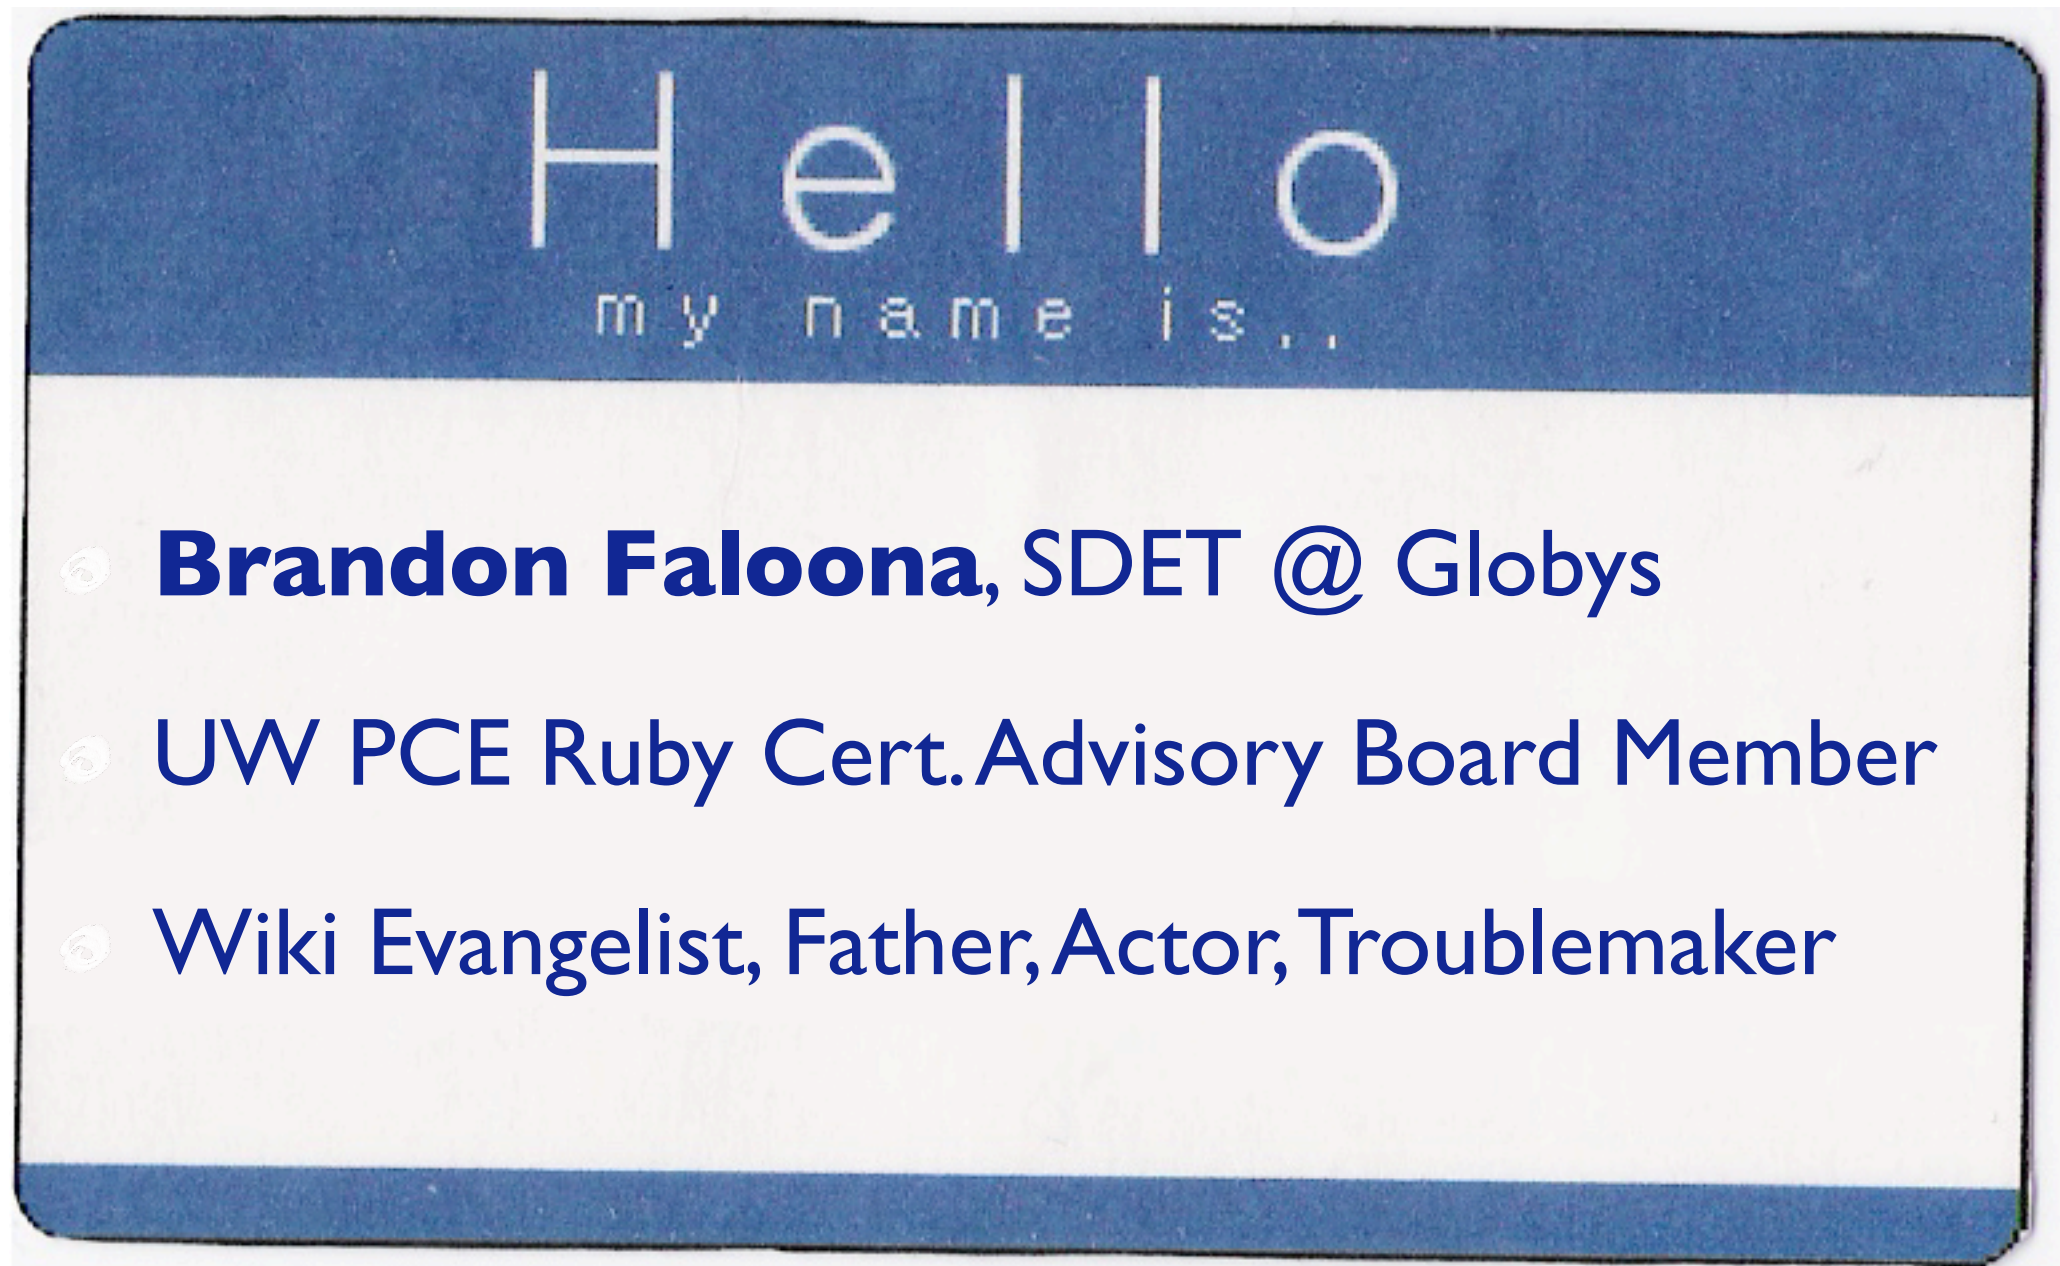 Hello
my name is..
Brandon Faloona, SDET @ Globys
UW PCE Ruby Cert. Advisory Board Member
Wiki Evangelist, Father, Actor, Troublemaker